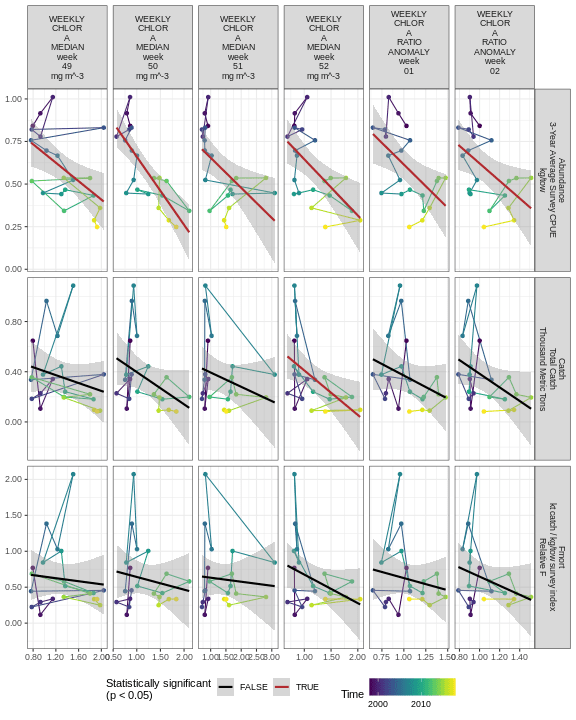 WEEKLY
CHLOR
A
MEDIAN
week
49
mg m^-3
WEEKLY
CHLOR
A
MEDIAN
week
50
mg m^-3
WEEKLY
CHLOR
A
MEDIAN
week
51
mg m^-3
WEEKLY
CHLOR
A
MEDIAN
week
52
mg m^-3
WEEKLY
CHLOR
A
RATIO
ANOMALY
week
01
WEEKLY
CHLOR
A
RATIO
ANOMALY
week
02
1.00
0.75
0.50
0.25
0.00
Abundance
3-Year Average Survey CPUE
kg/tow
0.80
0.40
0.00
Catch
Total Catch
Thousand Metric Tons
2.00
1.50
1.00
0.50
0.00
Fmort
kt catch / kg/tow survey index
Relative F
0.80 1.20 1.60 2.00
0.50 1.00 1.50 2.00
1.00 1.50 2.00 2.50 3.00
1.00 1.50 2.00
0.75 1.00 1.25 1.50
0.80 1.00 1.20 1.40
Statistically significant
(p < 0.05)
FALSE
TRUE
Time
2000 2010